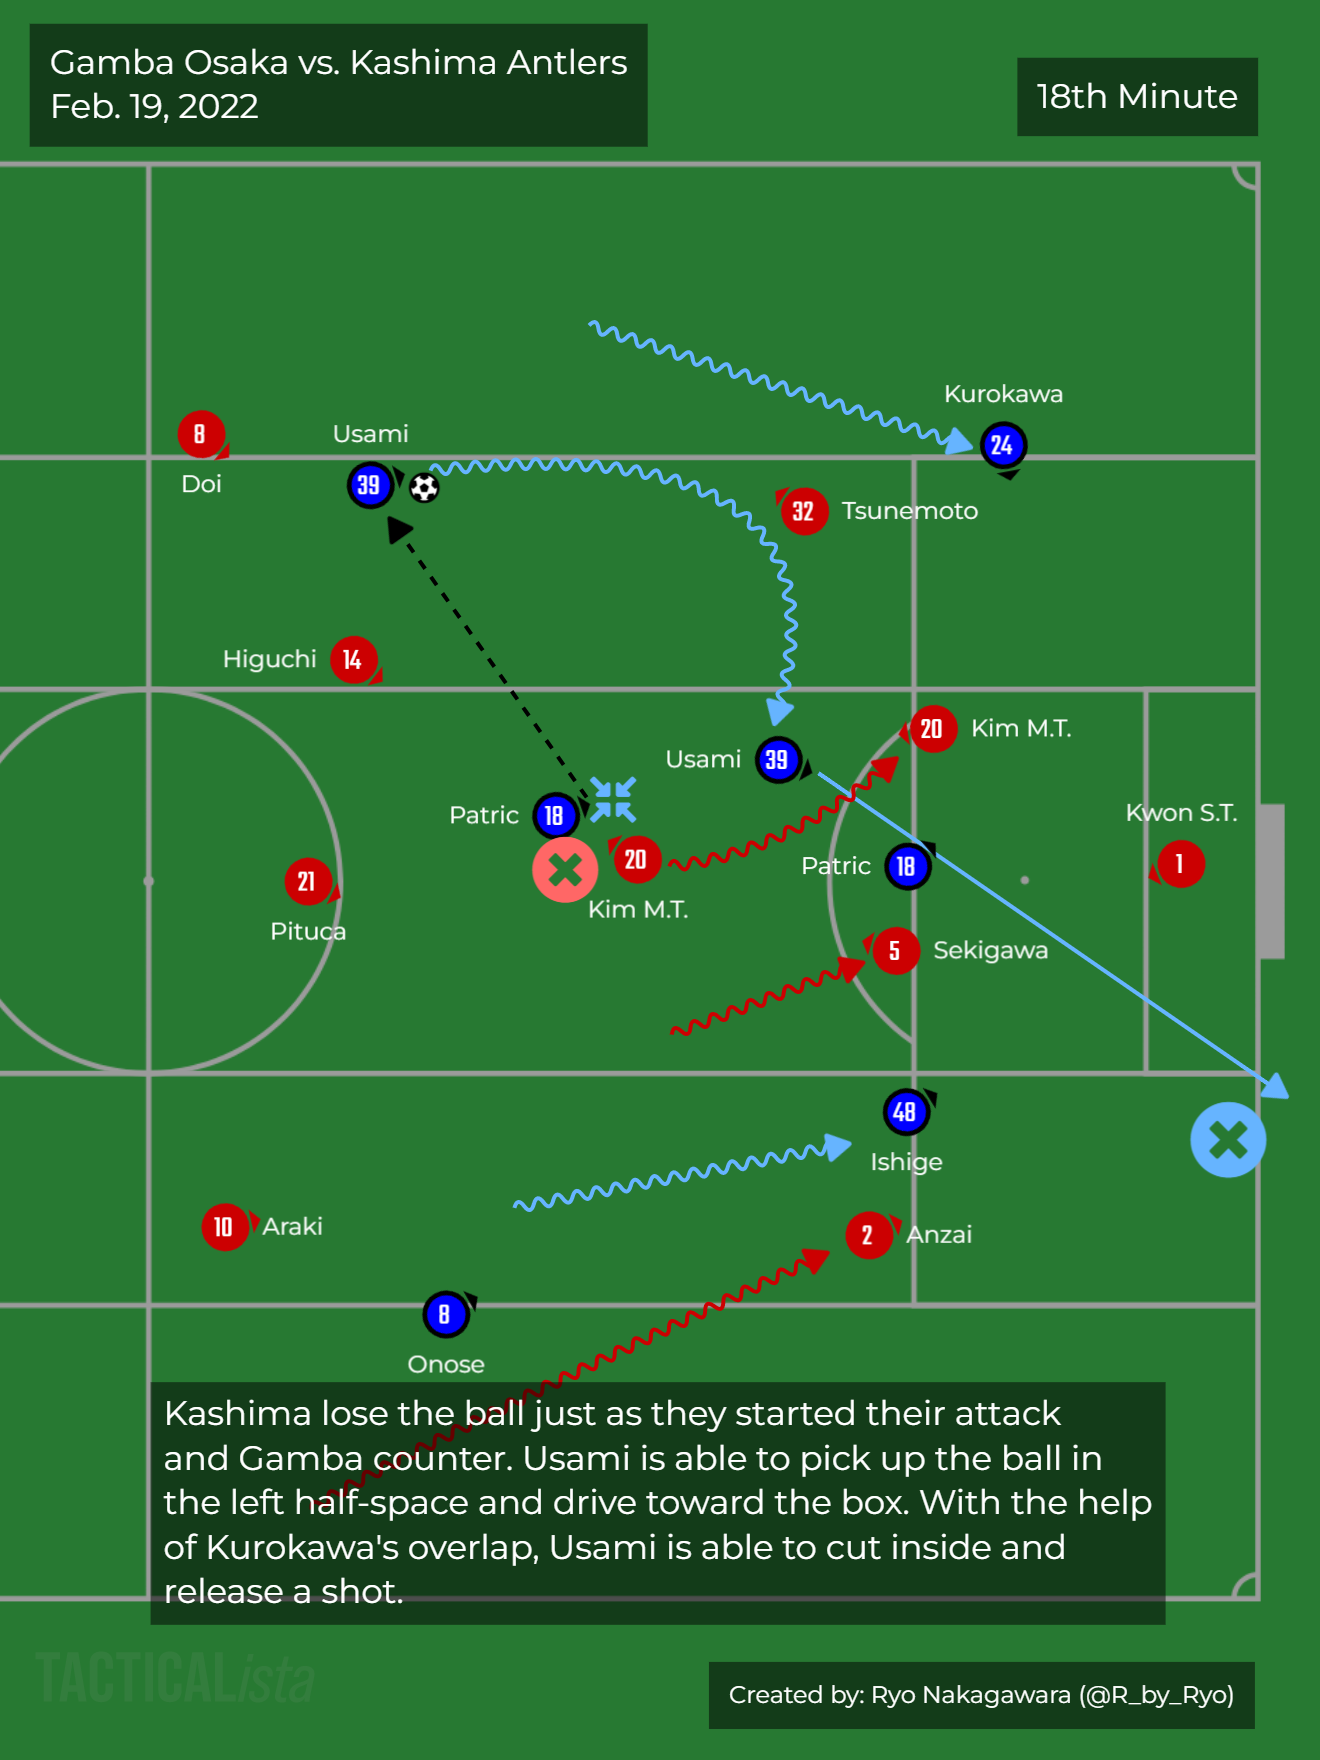 Gamba Osaka vs. Kashima Antlers
Feb. 19, 2022
18th Minute
Kurokawa
24
8
Doi
Usami
39
32
Tsunemoto
Higuchi
14
Usami
39
20
Kim M.T.
Patric
18
20
Kim M.T.
Kwon S.T.
1
Patric
18
21
Pituca
5
Sekigawa
48
Ishige
10
Araki
2
Anzai
8
Onose
Kashima lose the ball just as they started their attack
and Gamba counter. Usami is able to pick up the ball in
the left half-space and drive toward the box. With the help
of Kurokawa's overlap, Usami is able to cut inside and
release a shot.
TACTICALista
Created by: Ryo Nakagawara (@R_by_Ryo)